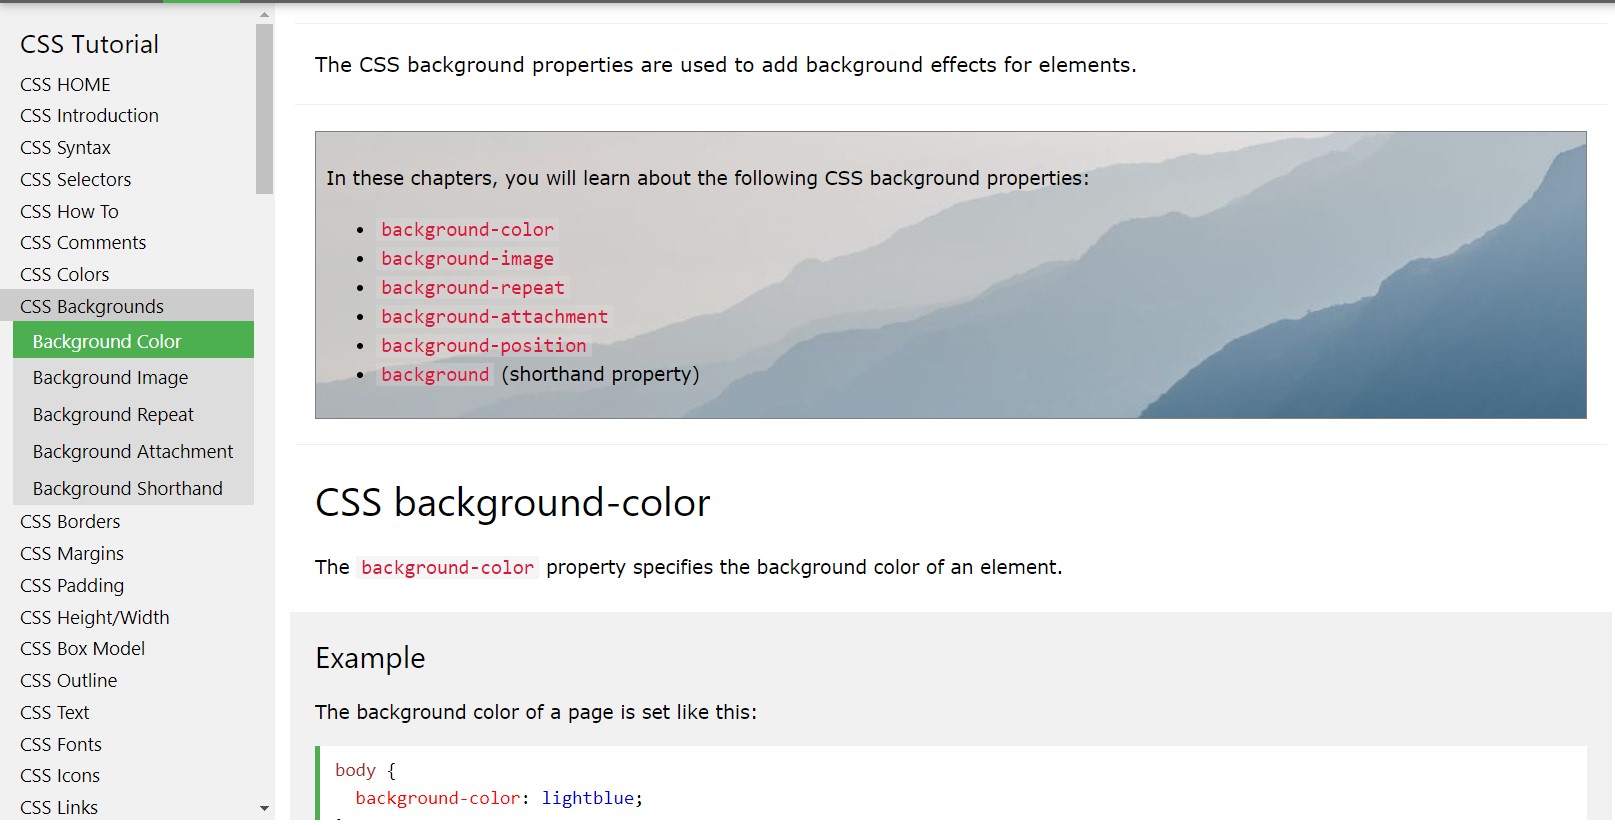 CSS Tutorial
CSS HOME
CSS Introduction
CSS Syntax
CSS Selectors
CSS How To
CSS Comments
CSS Colors
CSS Backgrounds
Background Color
Background Image
Background Repeat
Background Attachment
Background Shorthand
CSS Borders
CSS Margins
CSS Padding
CSS Height/Width
CSS Box Model
CSS Outline
CSS Text
CSS Fonts
CSS Icons
CSS Links
The CSS background properties are used to add background effects for elements.
In these chapters, you will learn about the following CSS background properties:
• background-color
• background-image
• background-repeat
• background-attachment
• background-position
• background (shorthand property)
CSS background-color
The background-color property specifies the background color of an element.
Example
The background color of a page is set like this:
body {
background-color: lightblue;